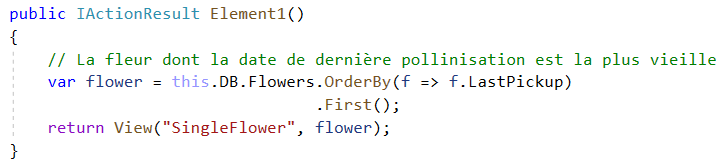 public IActionResult Element1()
{
    // La fleur dont la date de dernière pollinisation est la plus vieille
    var flower = this.DB.Flowers.OrderBy(f => f.LastPickup)
                                .First();
    return View("SingleFlower", flower);
}